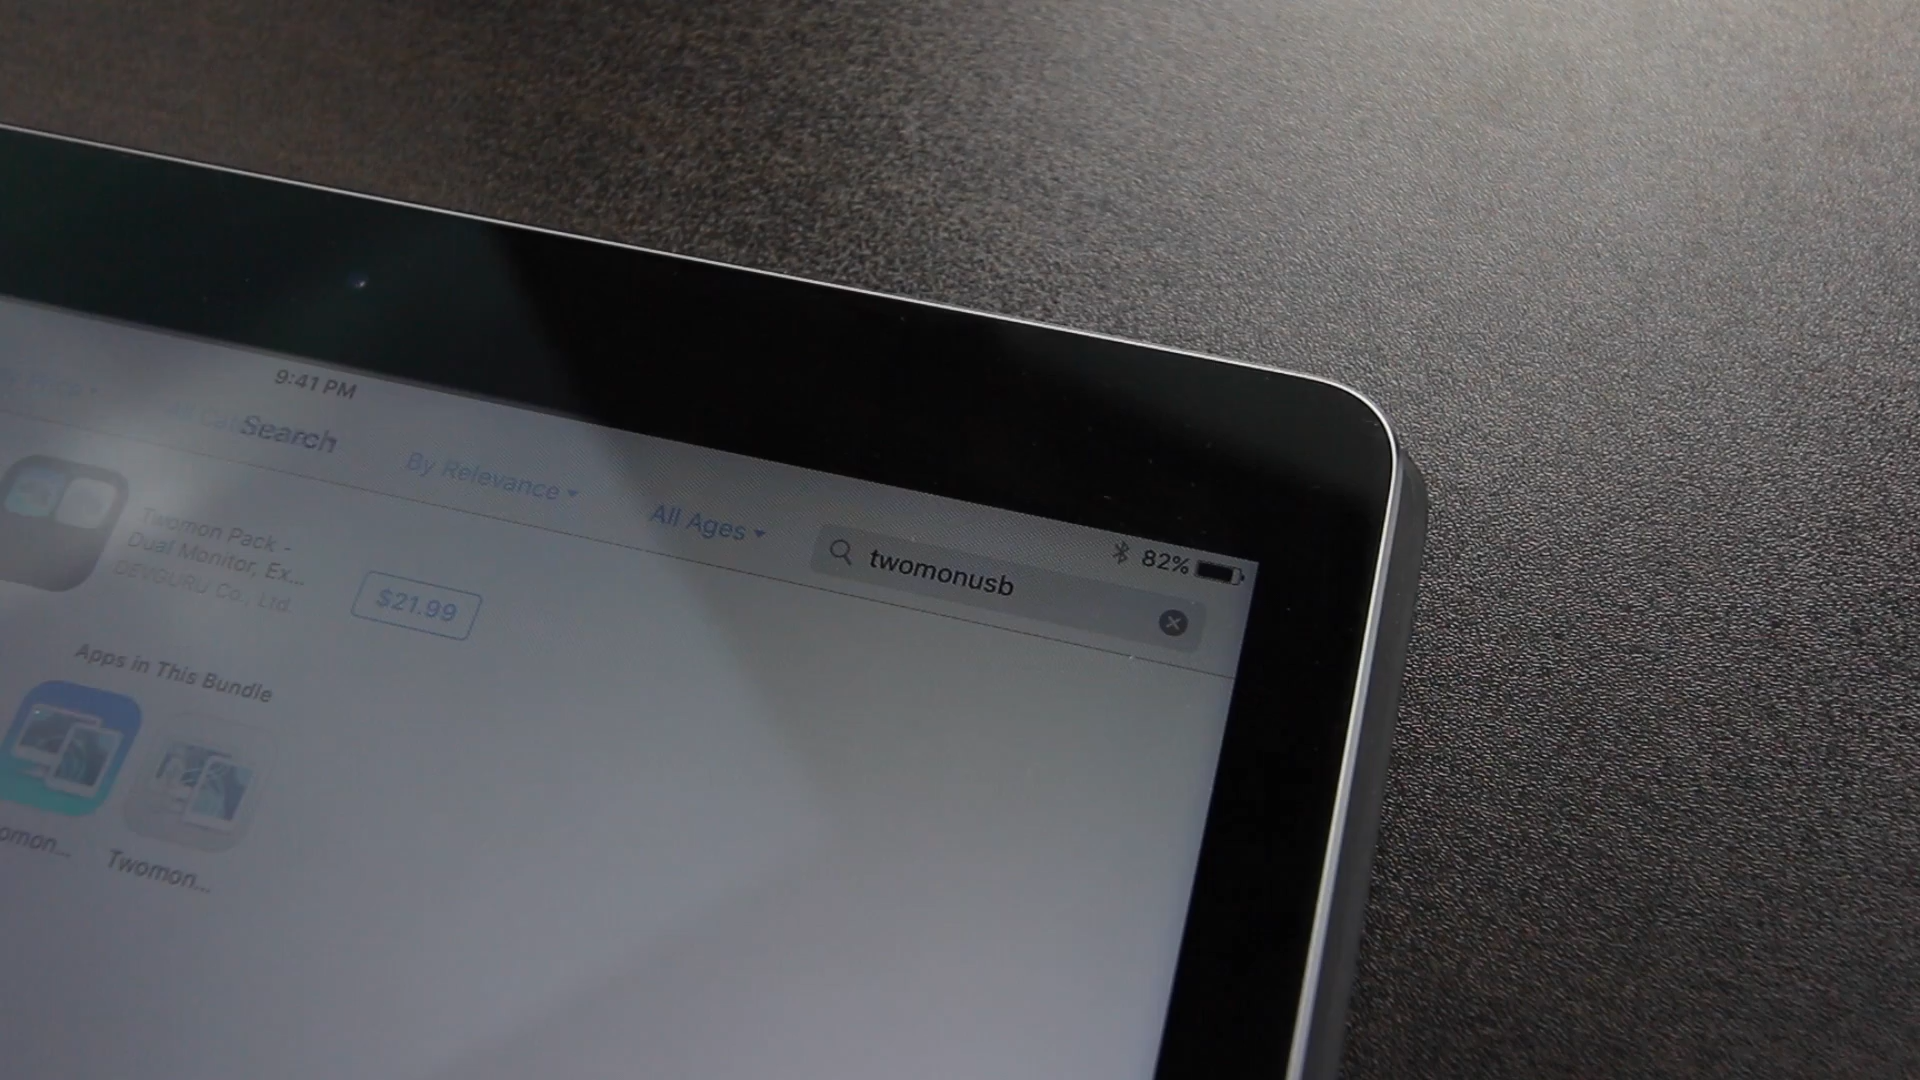 9:41 PM
82%
Search
By Relevance
All Ages
twomonusb
Twomon Pack -
Dual Monitor, Ex...
DEVGURU Co., Ltd.
$21.99
Apps in This Bundle
Twomon...